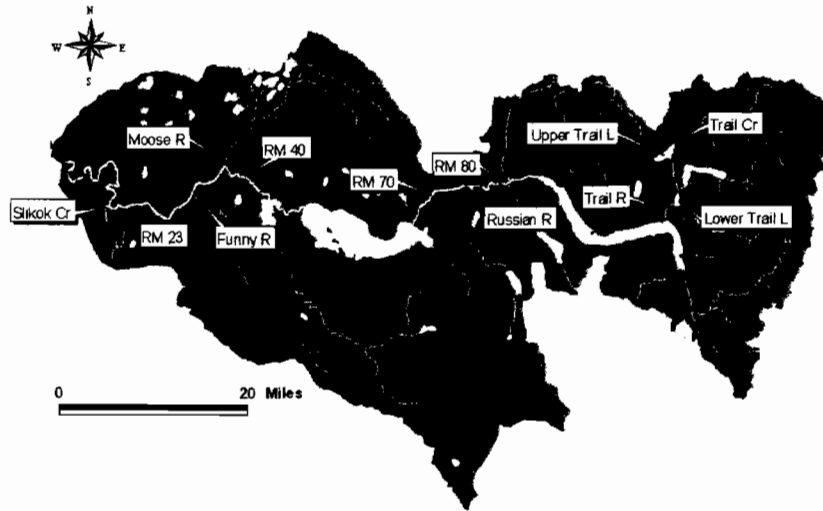 N
W E
S
Moose R
RM 40
RM 70
RM 80
Upper Trail L
Trail Cr
Slikok Cr
RM 23
Funny R
Russian R
Trail R
Lower Trail L
0 20 Miles